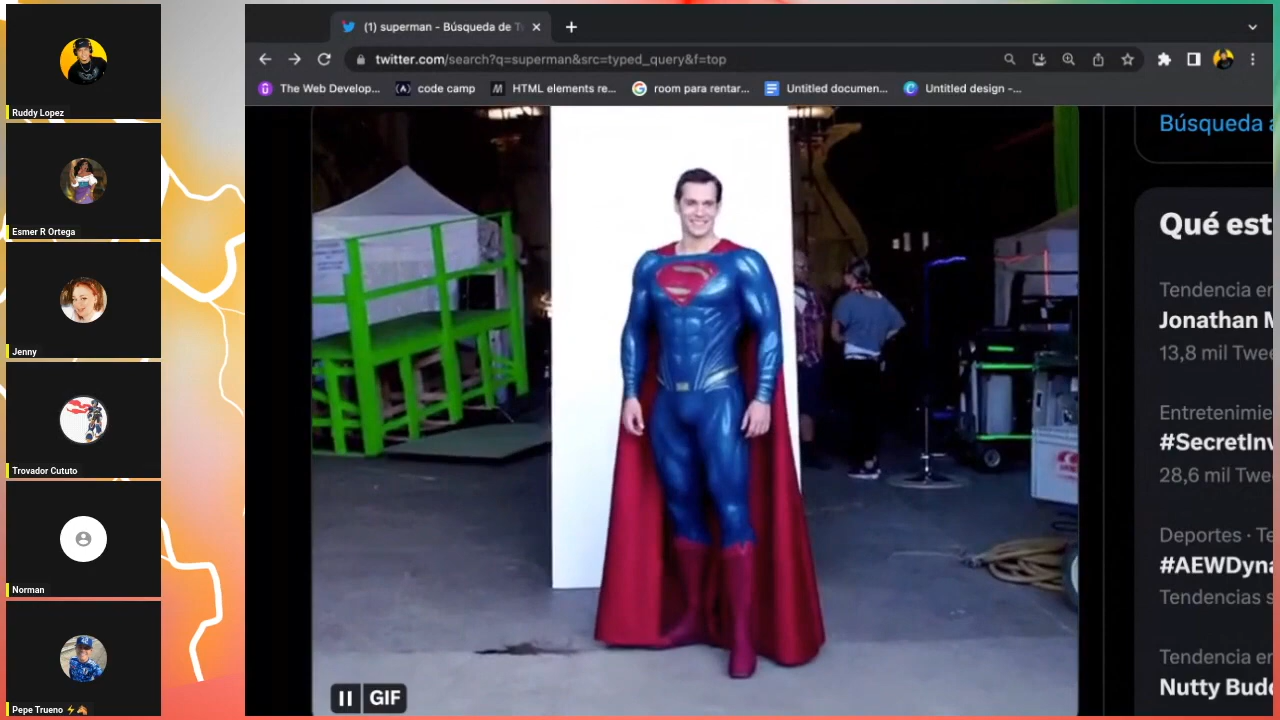 Ruddy Lopez
Esmer R Ortega
Jenny
Trovador Cututo
Norman
Pepe Trueno ⚡🐴
(1) superman - Búsqueda de T
twitter.com/search?q=superman&src=typed_query&f=top
The Web Develop...
code camp
HTML elements re...
room para rentar...
Untitled documen...
Untitled design -...
GIF
Búsqueda a
Qué est
Tendencia en
Jonathan M
13,8 mil Twee
Entretenimie
#SecretInv
28,6 mil Twee
Deportes · Te
#AEWDyna
Tendencias s
Tendencia en
Nutty Budd